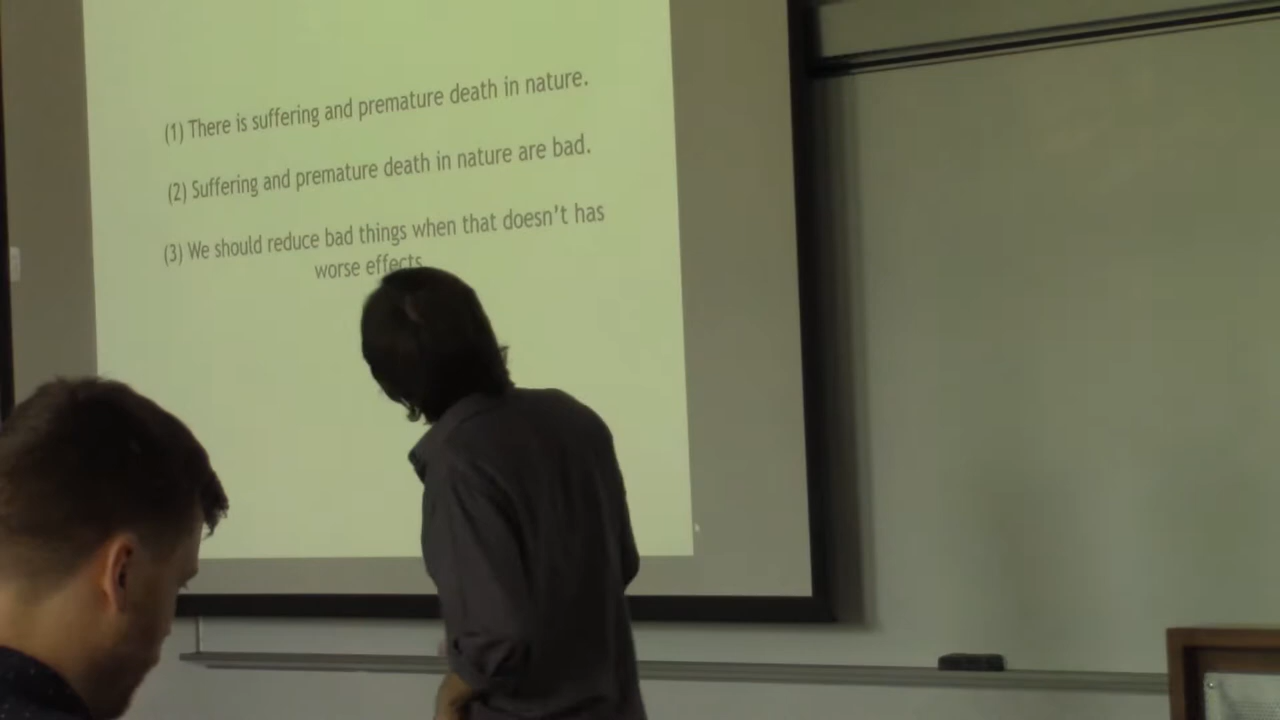 (1) There is suffering and premature death in nature.
(2) Suffering and premature death in nature are bad.
(3) We should reduce bad things when that doesn't has
worse effects